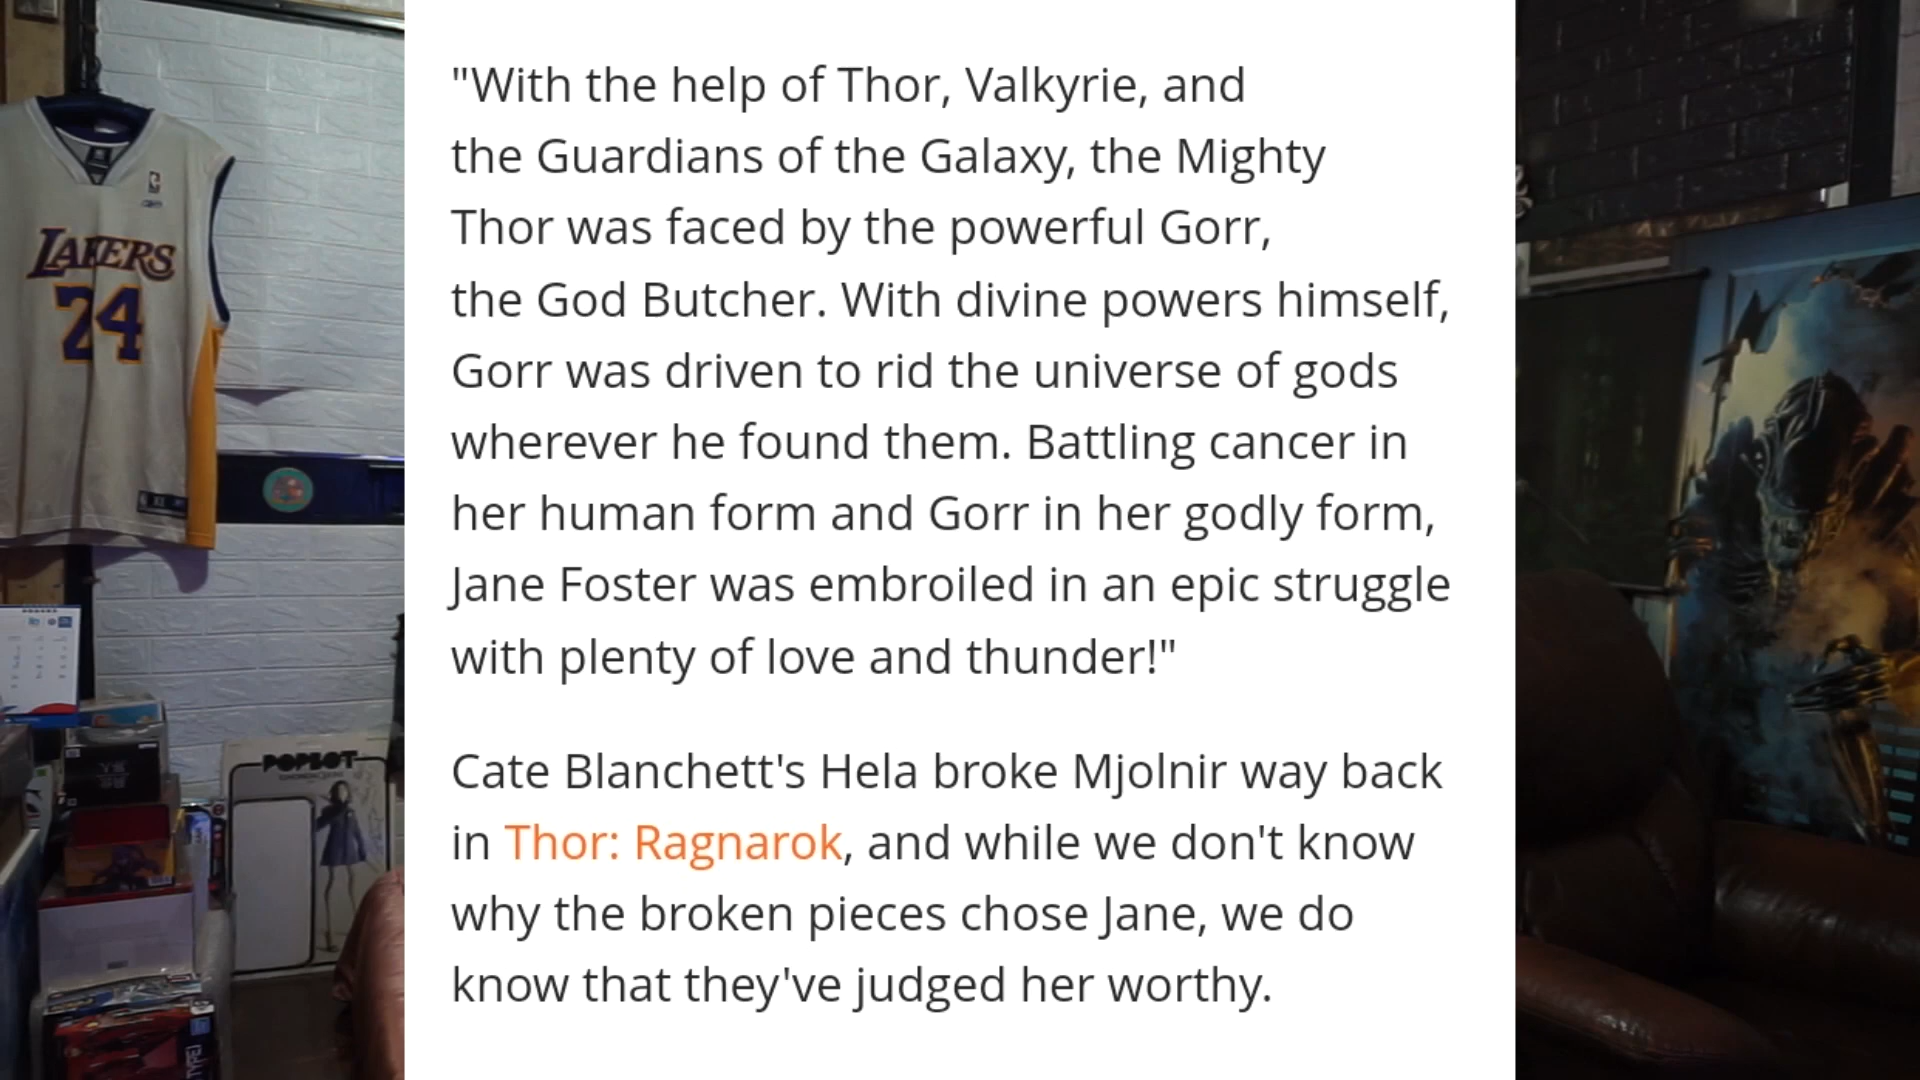 LAKERS
24
POPBOT
"With the help of Thor, Valkyrie, and
the Guardians of the Galaxy, the Mighty
Thor was faced by the powerful Gorr,
the God Butcher. With divine powers himself,
Gorr was driven to rid the universe of gods
wherever he found them. Battling cancer in
her human form and Gorr in her godly form,
Jane Foster was embroiled in an epic struggle
with plenty of love and thunder!"
Cate Blanchett's Hela broke Mjolnir way back
in Thor: Ragnarok, and while we don't know
why the broken pieces chose Jane, we do
know that they've judged her worthy.